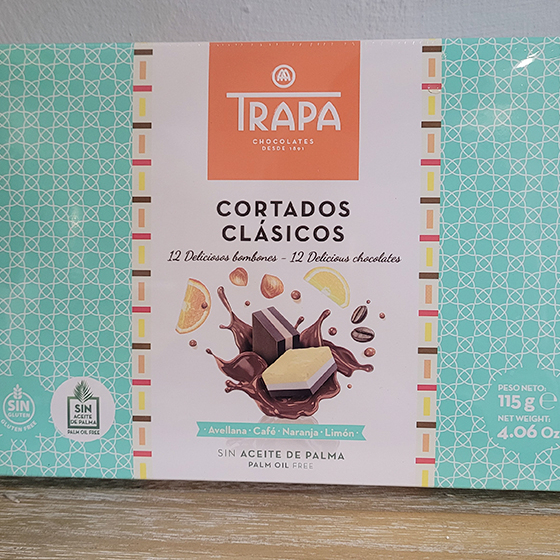 TRAPA
CHOCOLATES
DESDE 1891
CORTADOS
CLÁSICOS
12 Deliciosos bombones - 12 Delicious chocolates
Avellana · Café · Naranja · Limón
SIN ACEITE DE PALMA
PALM OIL FREE
SIN
GLUTEN
GLUTEN FREE
SIN
ACEITE
DE PALMA
PALM OIL FREE
PESO NETO:
115 g e
NET WEIGHT:
4.06 Oz